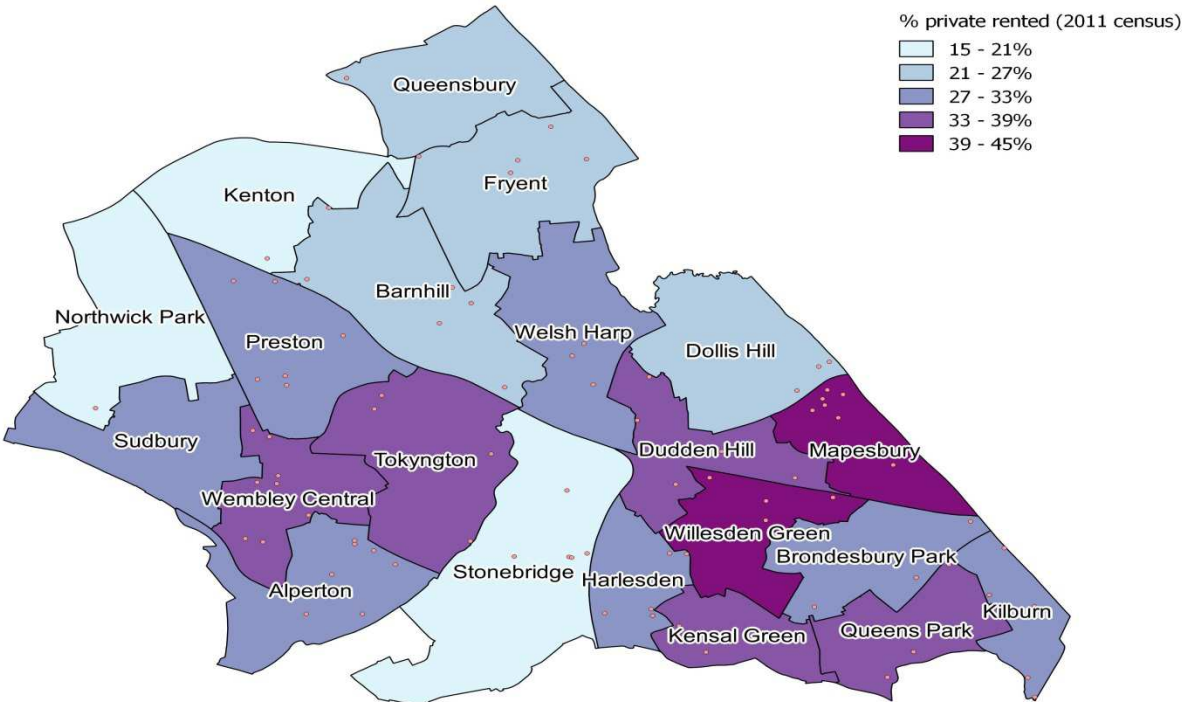 % private rented (2011 census)
15 - 21%
21 - 27%
27 - 33%
33 - 39%
39 - 45%
Queensbury
Fryent
Kenton
Barnhill
Northwick Park
Preston
Welsh Harp
Dollis Hill
Sudbury
Tokyngton
Dudden Hill
Mapesbury
Wembley Central
Willesden Green
Brondesbury Park
Stonebridge
Harlesden
Alperton
Kilburn
Kensal Green
Queens Park